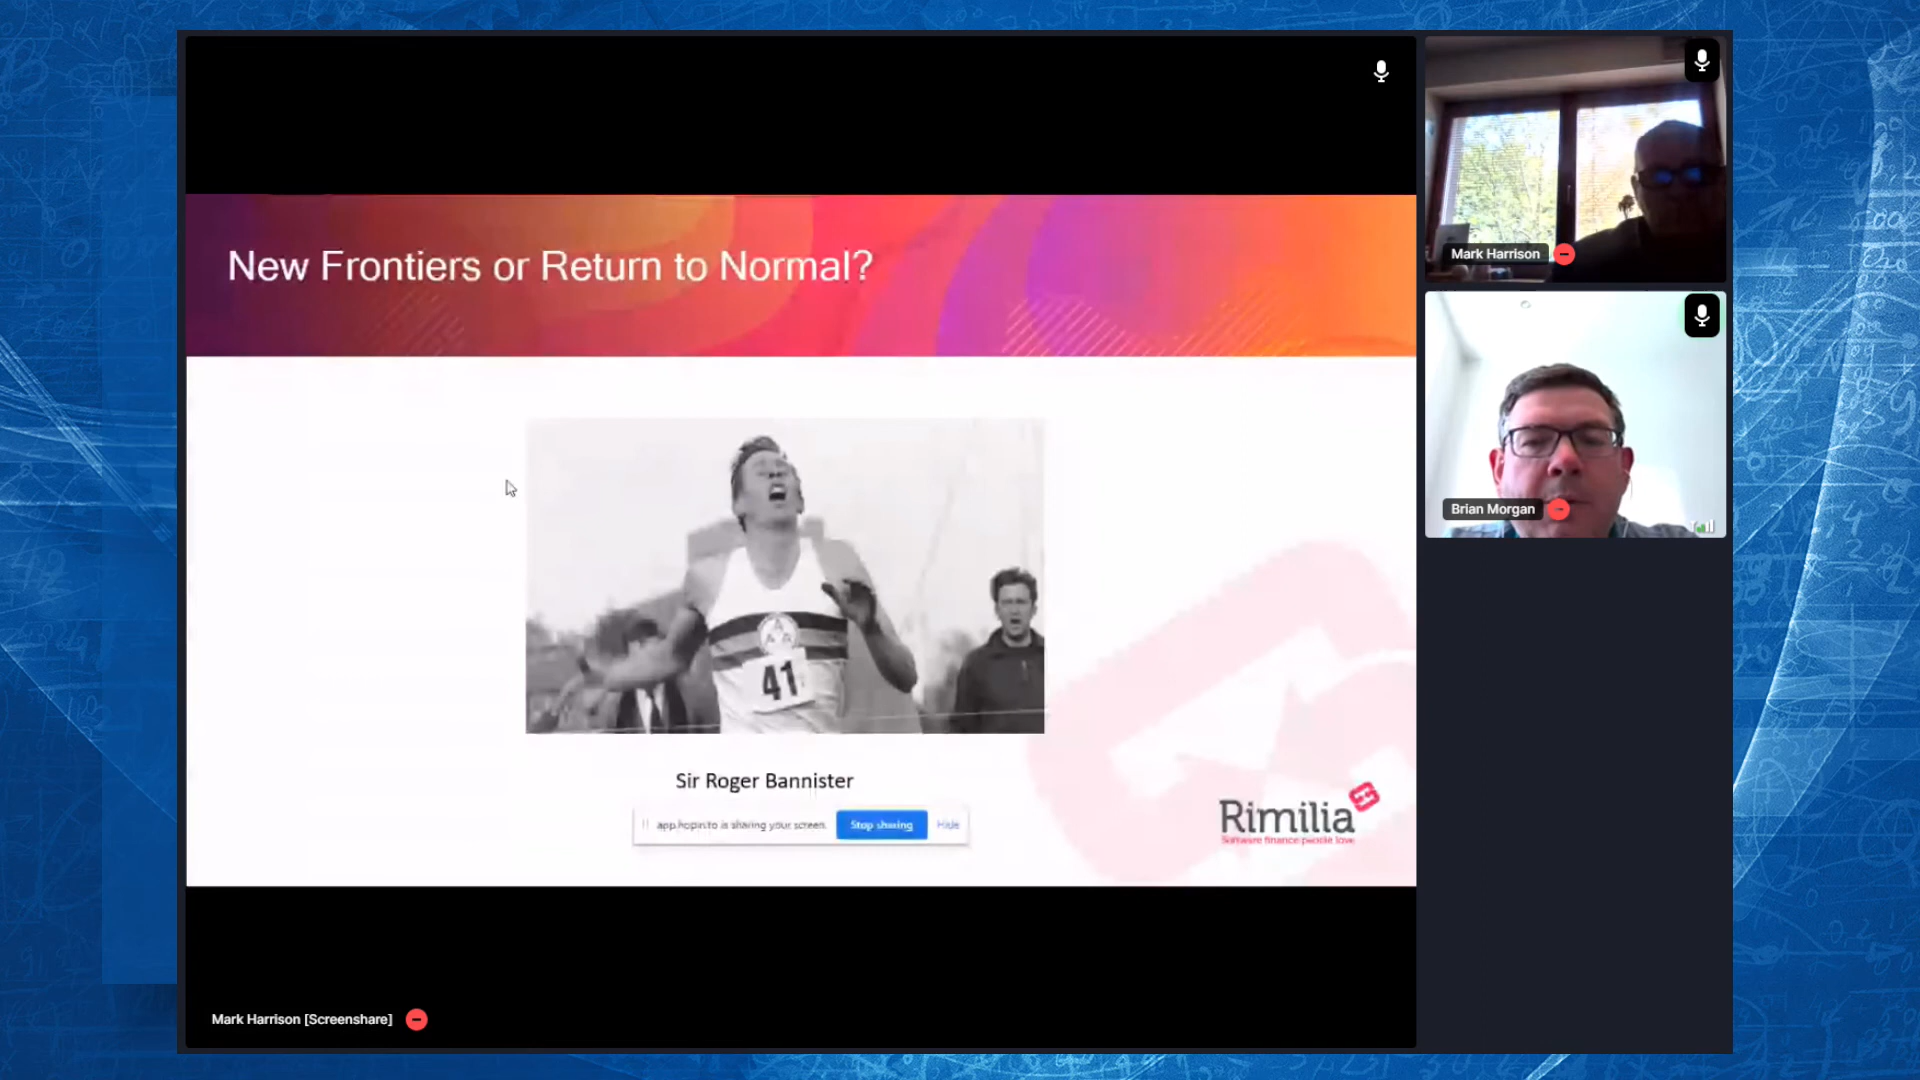 New Frontiers or Return to Normal?
41
Sir Roger Bannister
app.hopin.to is sharing your screen.
Stop sharing
Hide
Rimilia
Software finance people love
Mark Harrison [Screenshare]
Mark Harrison
Brian Morgan